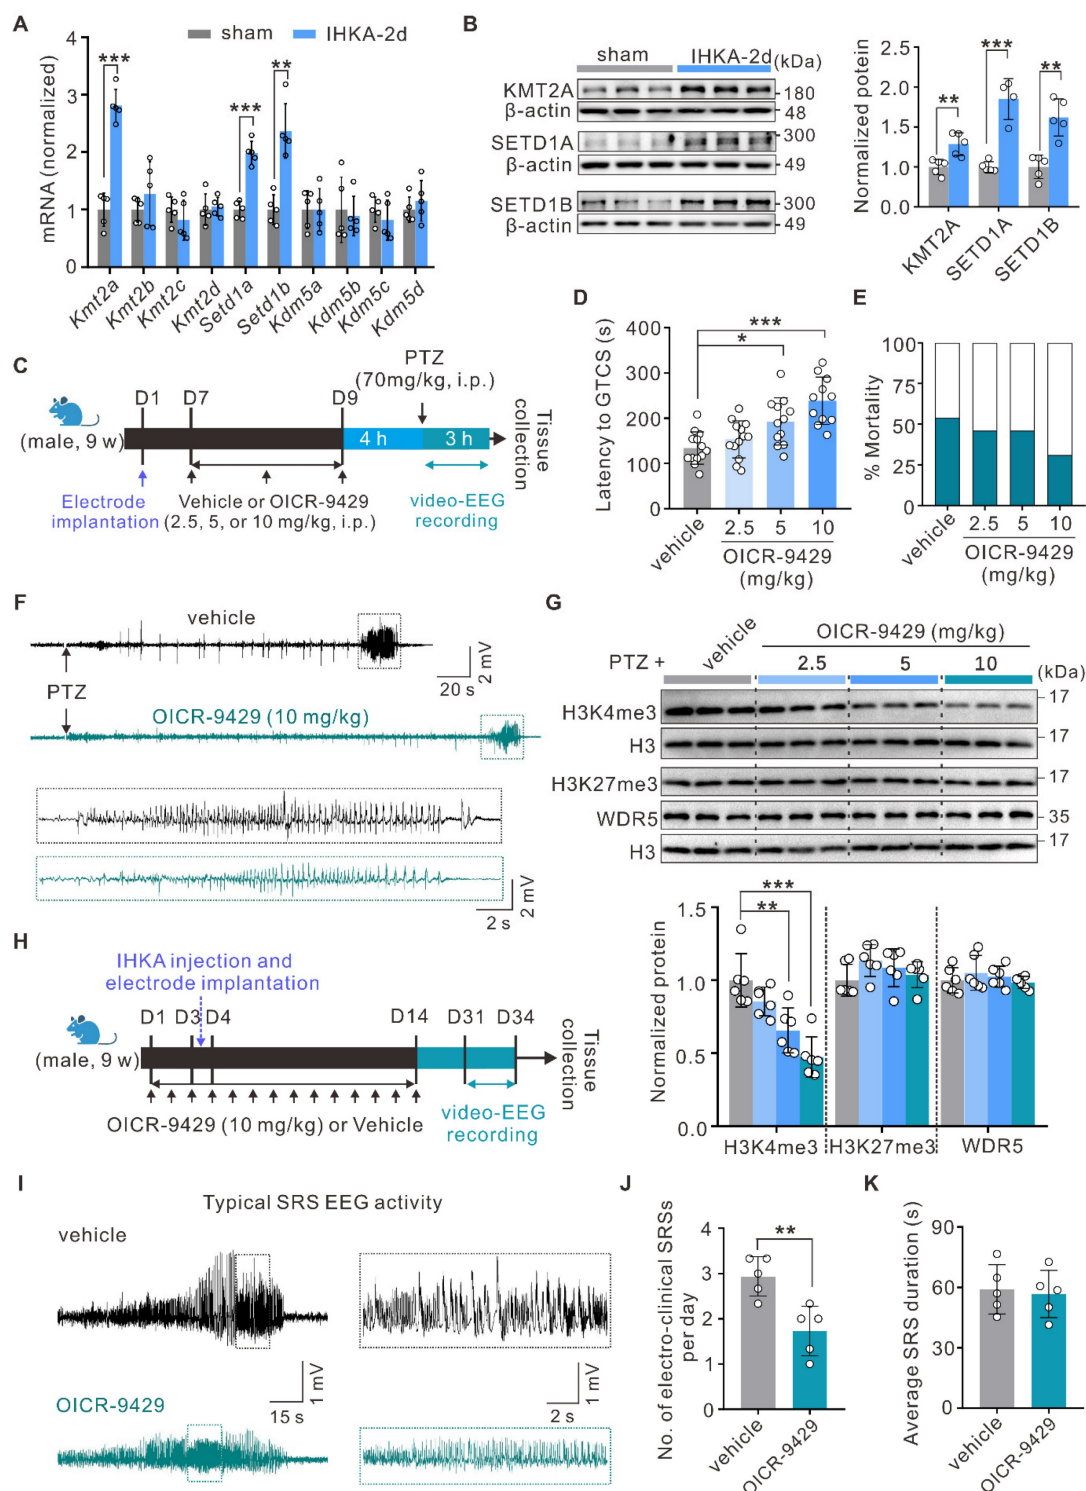 A
sham IHKA-2d
mRNA (normalized)
4
3
2
1
0
*** *** **
Kmt2a Kmt2b Kmt2c Kmt2d Setd1a Setd1b Kdm5a Kdm5b Kdm5c Kdm5d
B
sham IHKA-2d (kDa)
KMT2A 180
β-actin 48
SETD1A 300
β-actin 49
SETD1B 300
β-actin 49
Normalized protein
2.5
2.0
1.5
1.0
** *** **
KMT2A SETD1A SETD1B
C
PTZ
(70mg/kg, i.p.)
D1 D7 D9
(male, 9 w)
4 h 3 h
Tissue
collection
Electrode
implantation
Vehicle or OICR-9429
(2.5, 5, or 10 mg/kg, i.p.)
video-EEG
recording
D
Latency to GTCS (s)
400
300
200
100
0
***
*
vehicle 2.5 5 10
OICR-9429
(mg/kg)
E
% Mortality
100
75
50
25
0
vehicle 2.5 5 10
OICR-9429
(mg/kg)
F
vehicle
PTZ
20 s
2 mV
OICR-9429 (10 mg/kg)
2 s
2 mV
G
OICR-9429 (mg/kg)
PTZ + vehicle 2.5 5 10 (kDa)
H3K4me3 17
H3 17
H3K27me3 17
WDR5 35
H3 17
Normalized protein
1.5
1.0
0.5
0.0
***
**
H3K4me3 H3K27me3 WDR5
H
IHKA injection and
electrode implantation
D1 D3 D4 D14 D31 D34
(male, 9 w)
Tissue
collection
OICR-9429 (10 mg/kg) or Vehicle
video-EEG
recording
I
Typical SRS EEG activity
vehicle
15 s
1 mV
2 s
1 mV
OICR-9429
J
No. of electro-clinical SRSs
per day
4
3
2
1
0
**
vehicle OICR-9429
K
Average SRS duration (s)
90
60
30
0
vehicle OICR-9429